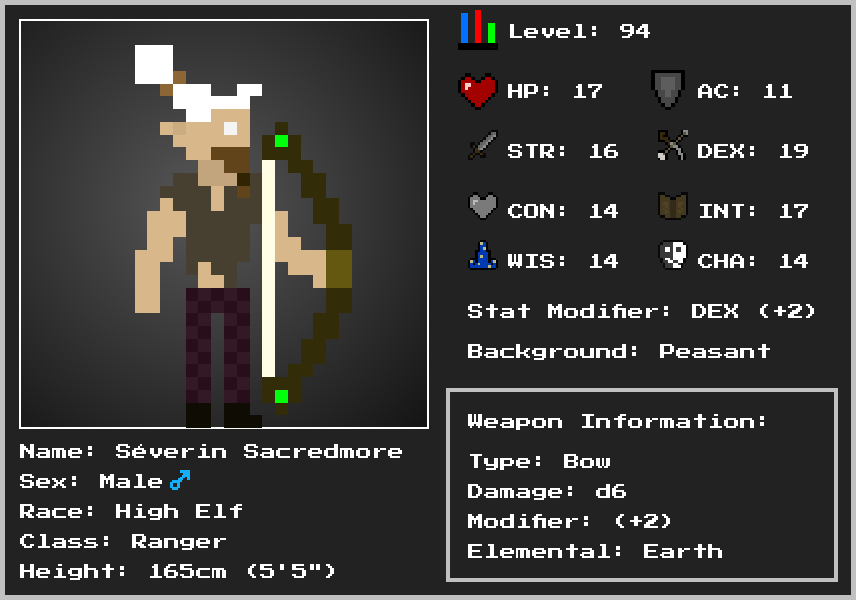 Level: 94
HP: 17 AC: 11
STR: 16 DEX: 19
CON: 14 INT: 17
WIS: 14 CHA: 14
Stat Modifier: DEX (+2)
Background: Peasant
Weapon Information:
Type: Bow
Damage: d6
Modifier: (+2)
Elemental: Earth
Name: Séverin Sacredmore
Sex: Male ♂
Race: High Elf
Class: Ranger
Height: 165cm (5'5")